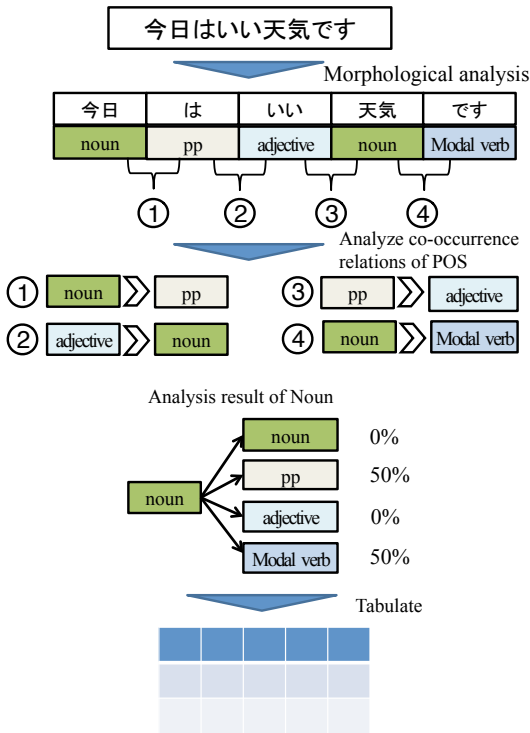 今日はいい天気です
Morphological analysis
今日 は いい 天気 です
noun pp adjective noun Modal verb
① ② ③ ④
Analyze co-occurrence
relations of POS
① noun pp ③ pp adjective
② adjective noun ④ noun Modal verb
Analysis result of Noun
noun 0%
pp 50%
noun
adjective 0%
Modal verb 50%
Tabulate